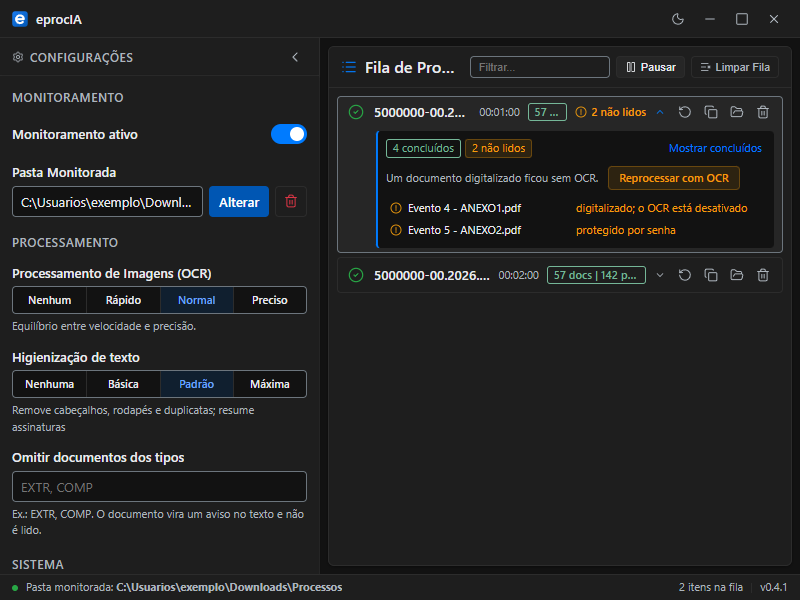 eprocIA
CONFIGURAÇÕES
MONITORAMENTO
Monitoramento ativo
Pasta Monitorada
C:\Usuarios\exemplo\Downl...
Alterar
PROCESSAMENTO
Processamento de Imagens (OCR)
Nenhum Rápido Normal Preciso
Equilíbrio entre velocidade e precisão.
Higienização de texto
Nenhuma Básica Padrão Máxima
Remove cabeçalhos, rodapés e duplicatas; resume
assinaturas
Omitir documentos dos tipos
EXTR, COMP
Ex.: EXTR, COMP. O documento vira um aviso no texto e não
é lido.
SISTEMA
Fila de Pro... Filtrar... Pausar Limpar Fila
5000000-00.2... 00:01:00 57 ... 2 não lidos
4 concluídos 2 não lidos Mostrar concluídos
Um documento digitalizado ficou sem OCR. Reprocessar com OCR
Evento 4 - ANEXO1.pdf digitalizado; o OCR está desativado
Evento 5 - ANEXO2.pdf protegido por senha
5000000-00.2026.... 00:02:00 57 docs | 142 p...
Pasta monitorada: C:\Usuarios\exemplo\Downloads\Processos 2 itens na fila v0.4.1